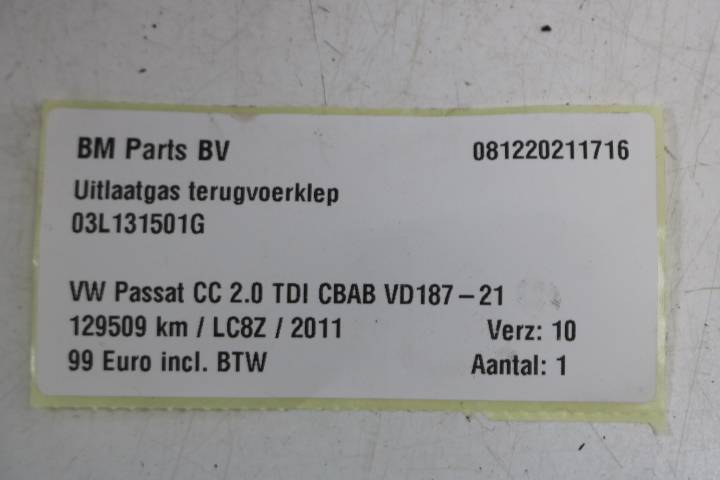 BM Parts BV 081220211716
Uitlaatgas terugvoerklep
03L131501G
VW Passat CC 2.0 TDI CBAB VD187-21
129509 km / LC8Z / 2011 Verz: 10
99 Euro incl. BTW Aantal: 1